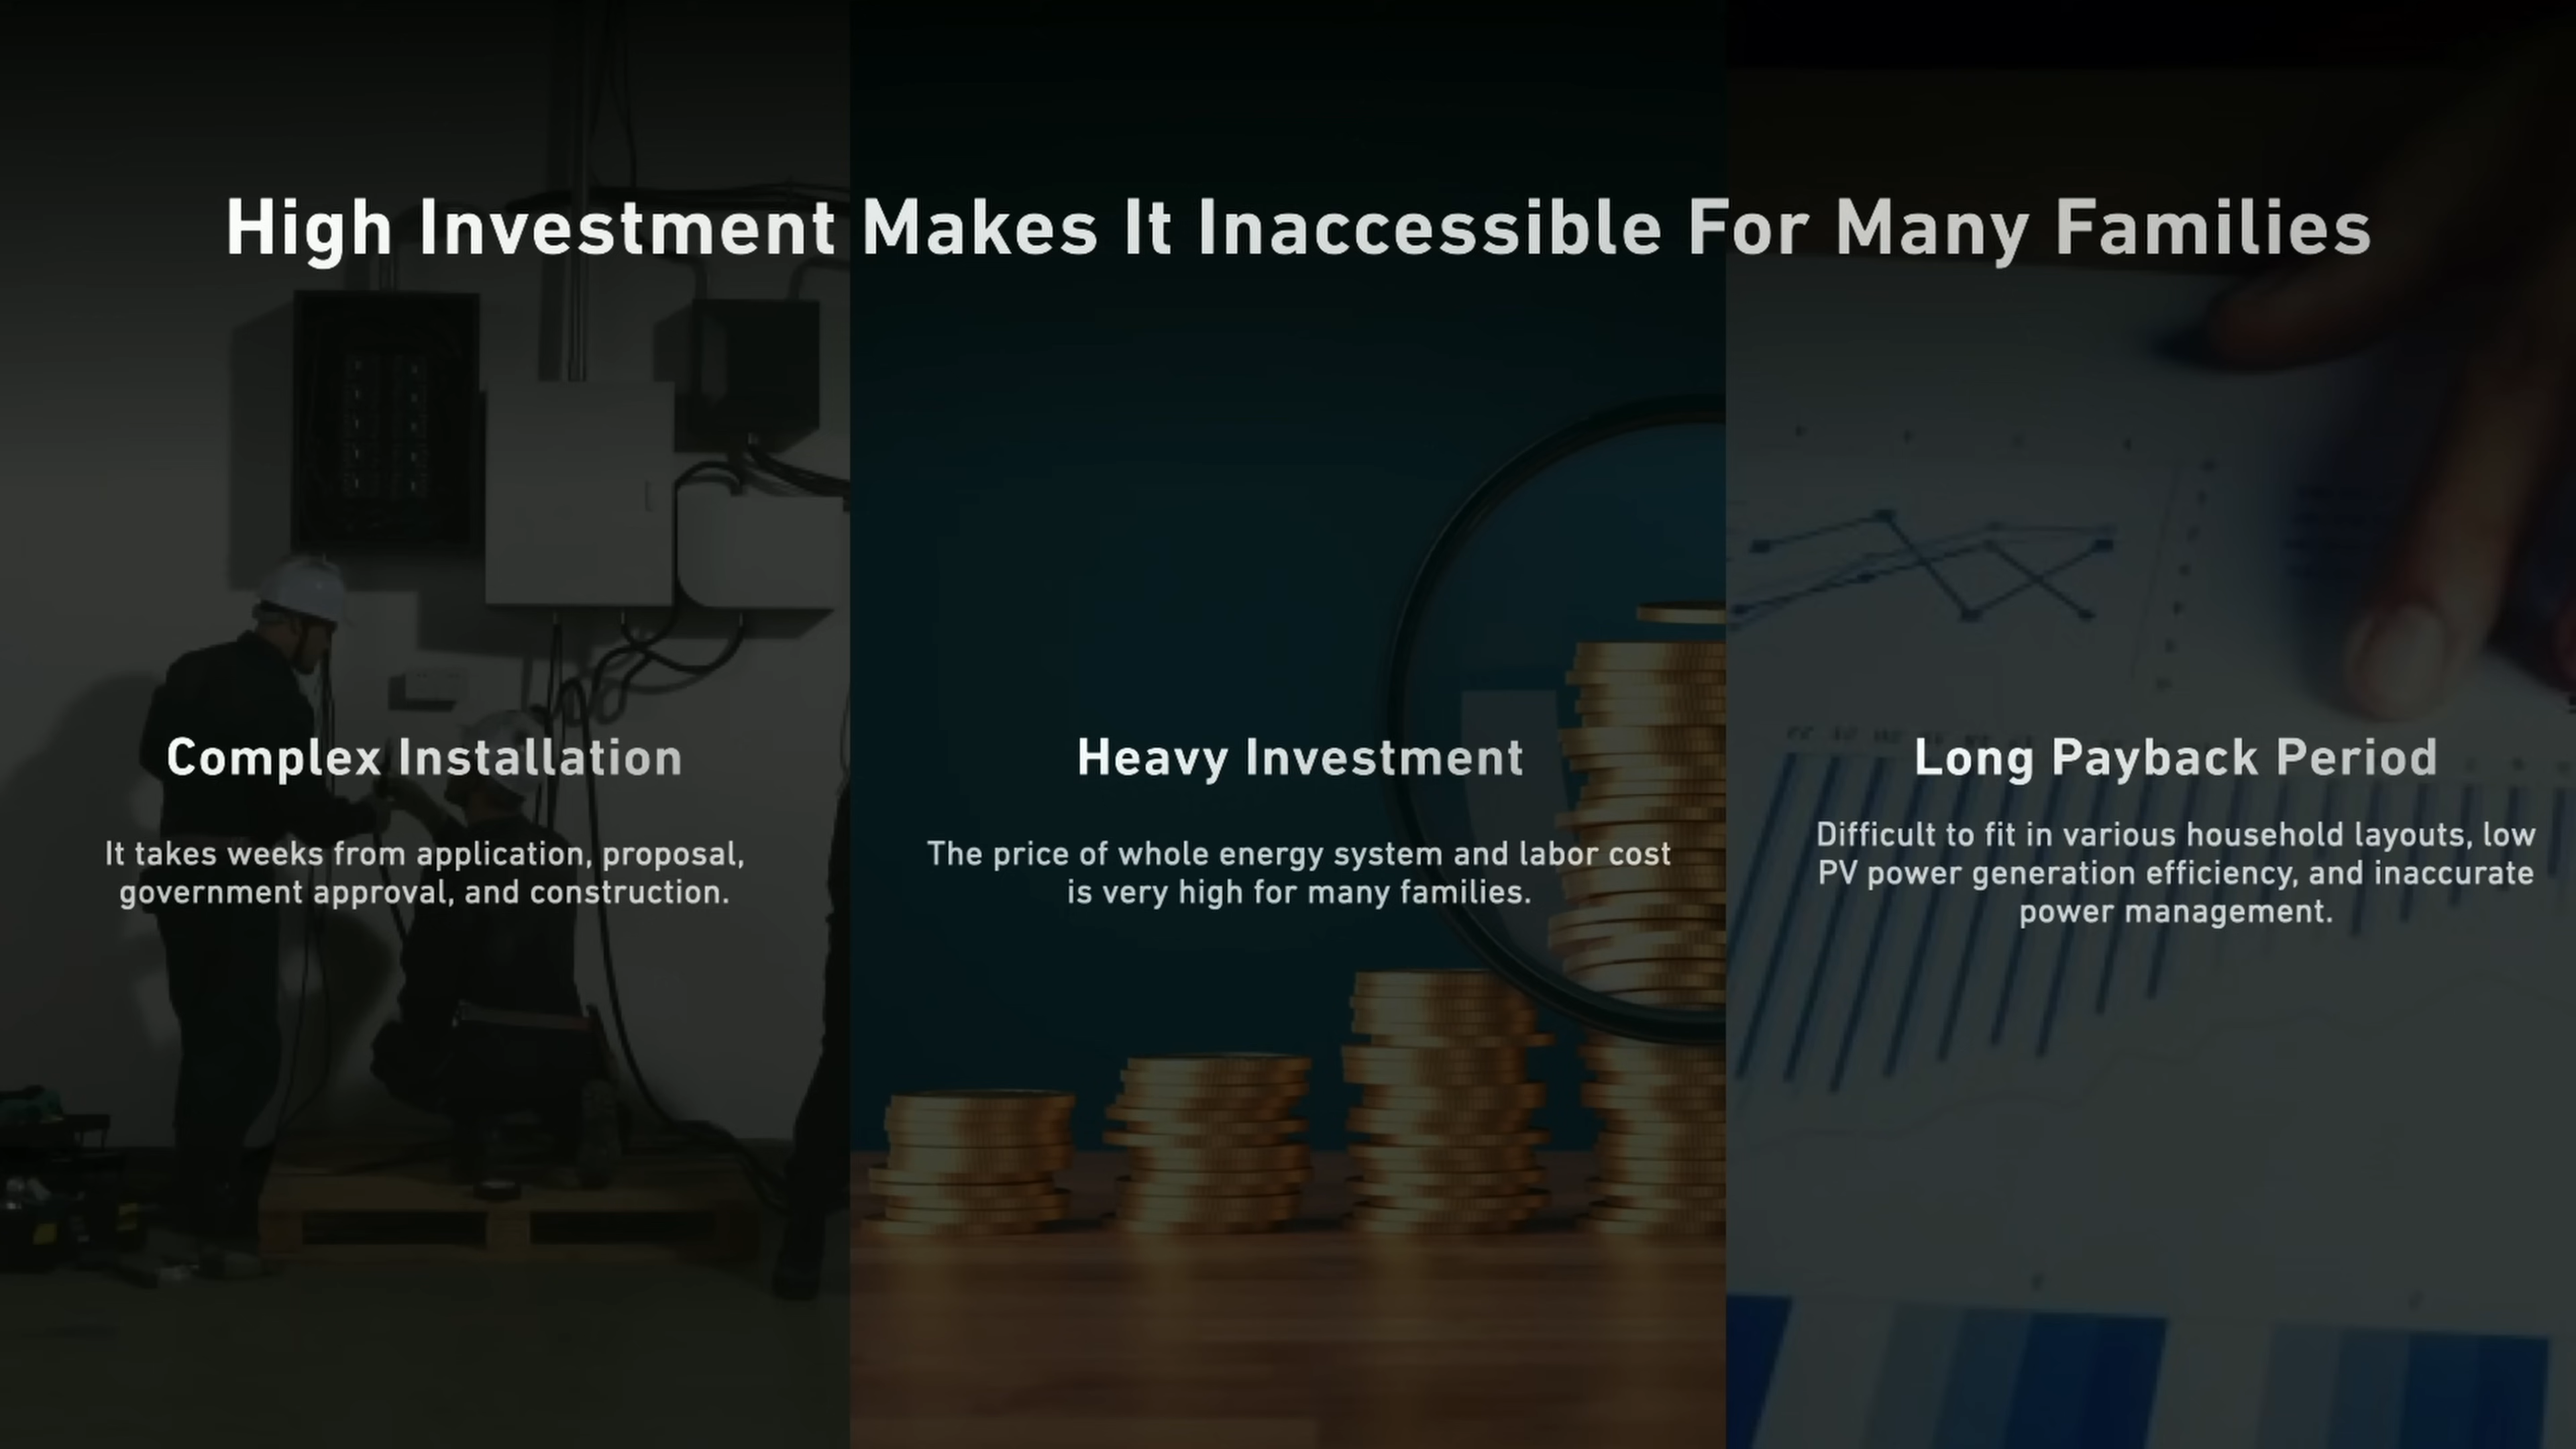 High Investment Makes It Inaccessible For Many Families
Complex Installation
It takes weeks from application, proposal,
government approval, and construction.
Heavy Investment
The price of whole energy system and labor cost
is very high for many families.
Long Payback Period
Difficult to fit in various household layouts, low
PV power generation efficiency, and inaccurate
power management.